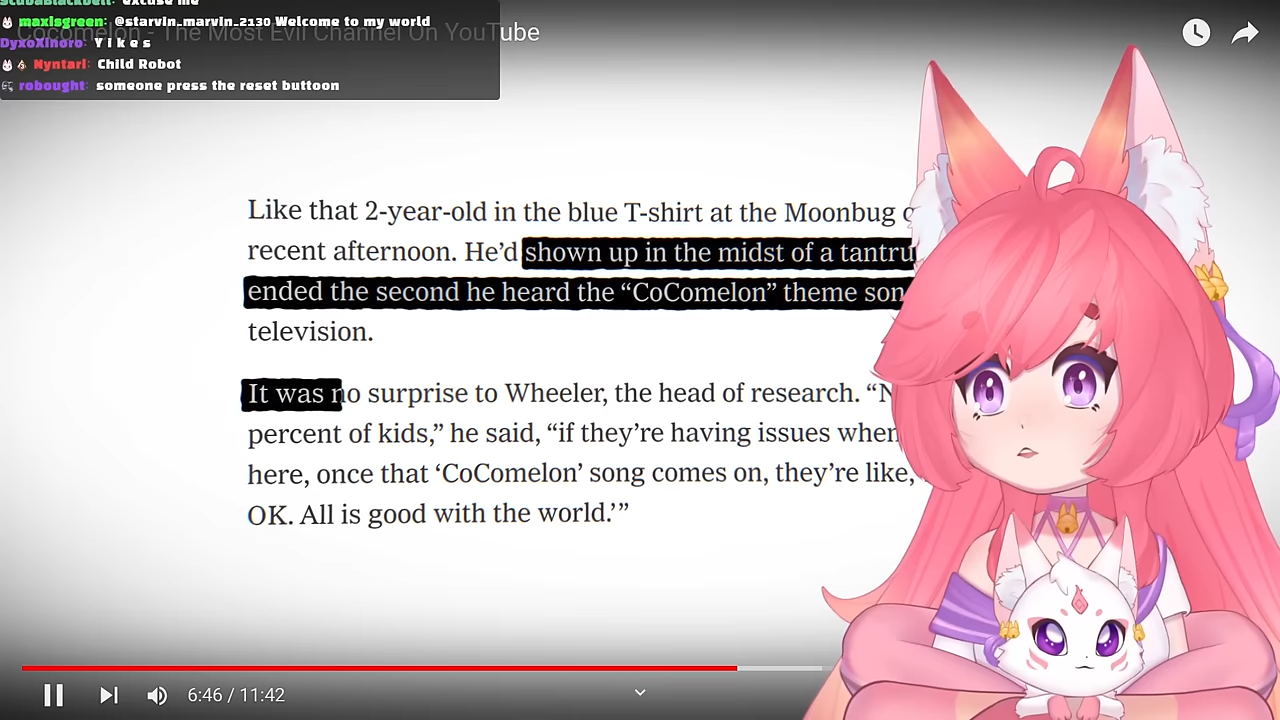 ScubaBlackbell: excuse me
maxisgreen: @starvin_marvin_2130 Welcome to my world
Cocomelon - The Most Evil Channel On YouTube
DyxoXinoro: Y i k e s
Nyntari: Child Robot
robought: someone press the reset buttoon
Like that 2-year-old in the blue T-shirt at the Moonbug
recent afternoon. He’d shown up in the midst of a tantru
ended the second he heard the “CoComelon” theme son
television.
It was no surprise to Wheeler, the head of research. “N
percent of kids,” he said, “if they’re having issues when
here, once that ‘CoComelon’ song comes on, they’re like,
OK. All is good with the world.’”
6:46 / 11:42